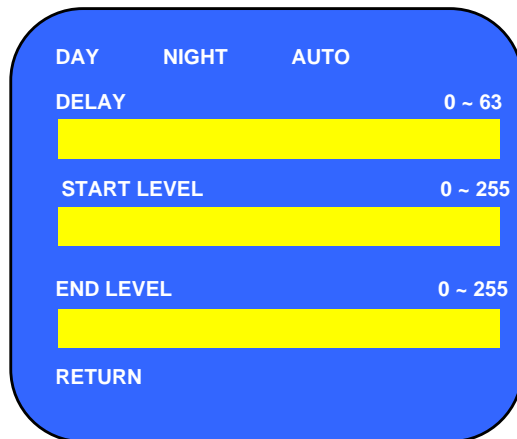 DAY NIGHT AUTO
DELAY 0 ~ 63
START LEVEL 0 ~ 255
END LEVEL 0 ~ 255
RETURN